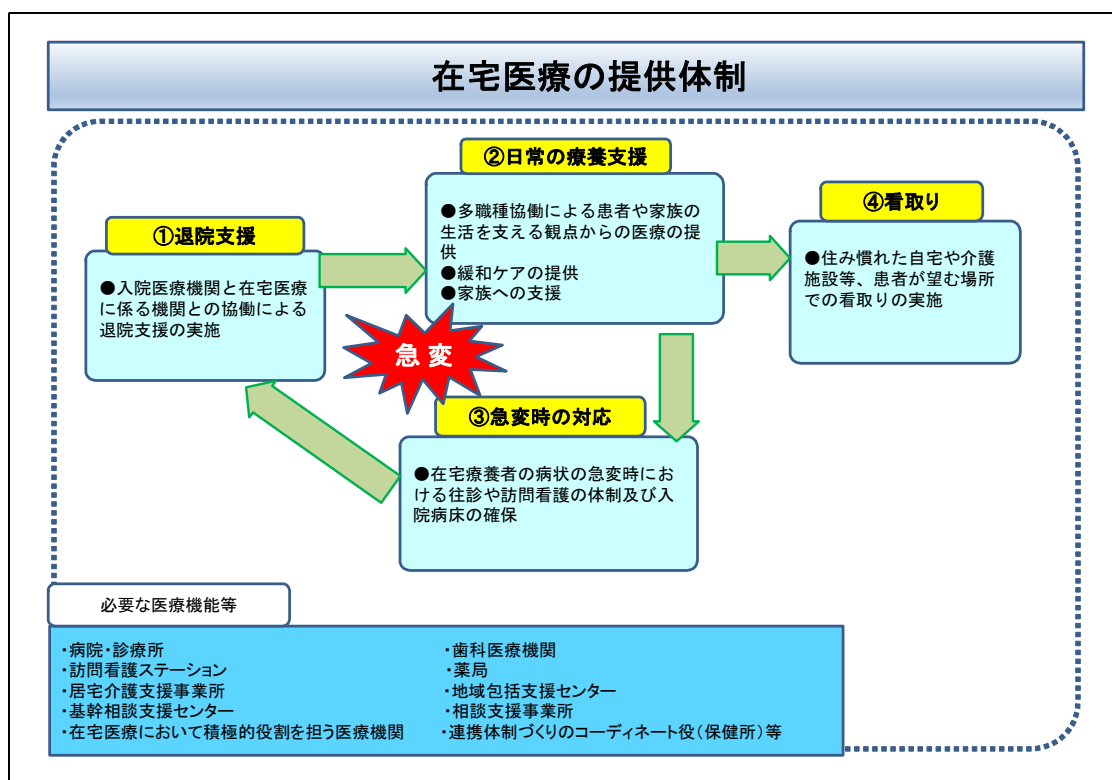 在宅医療の提供体制
①退院支援
●入院医療機関と在宅医療
に係る機関との協働による
退院支援の実施
②日常の療養支援
●多職種協働による患者や家族の
生活を支える観点からの医療の提
供
●緩和ケアの提供
●家族への支援
④看取り
●住み慣れた自宅や介護
施設等、患者が望む場所
での看取りの実施
急 変
③急変時の対応
●在宅療養者の病状の急変時にお
ける往診や訪問看護の体制及び入
院病床の確保
必要な医療機能等
・病院・診療所
・訪問看護ステーション
・居宅介護支援事業所
・基幹相談支援センター
・在宅医療において積極的役割を担う医療機関
・歯科医療機関
・薬局
・地域包括支援センター
・相談支援事業所
・連携体制づくりのコーディネート役(保健所)等